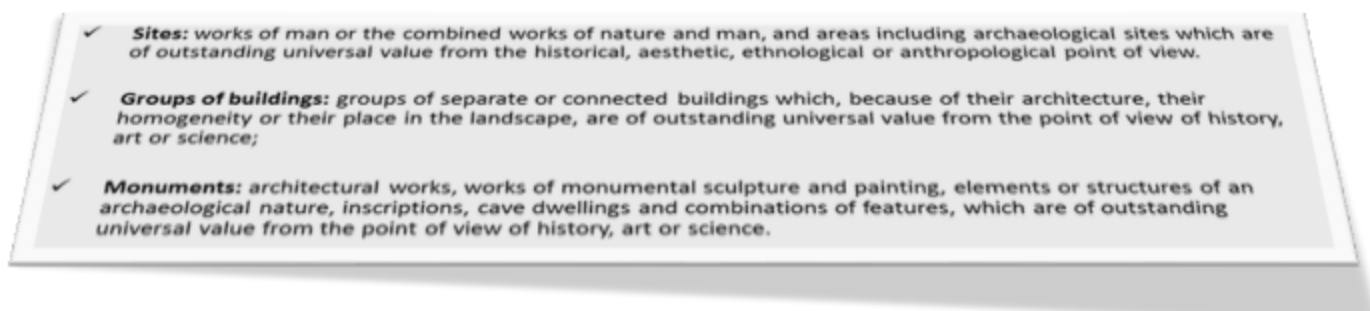 ✓ Sites: works of man or the combined works of nature and man, and areas including archaeological sites which are
of outstanding universal value from the historical, aesthetic, ethnological or anthropological point of view.
✓ Groups of buildings: groups of separate or connected buildings which, because of their architecture, their
homogeneity or their place in the landscape, are of outstanding universal value from the point of view of history,
art or science;
✓ Monuments: architectural works, works of monumental sculpture and painting, elements or structures of an
archaeological nature, inscriptions, cave dwellings and combinations of features, which are of outstanding
universal value from the point of view of history, art or science.